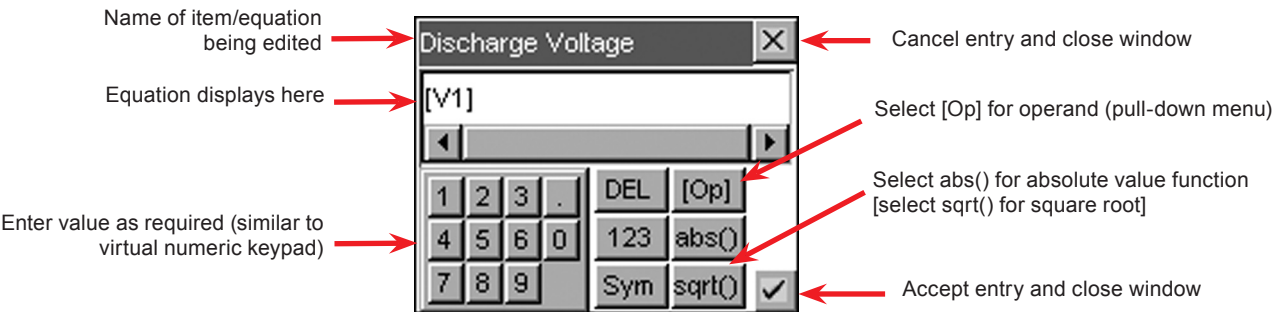 Name of item/equation
being edited
Discharge Voltage
Cancel entry and close window
Equation displays here
[V1]
Select [Op] for operand (pull-down menu)
1 2 3 . DEL [Op]
Select abs() for absolute value function
[select sqrt() for square root]
Enter value as required (similar to
virtual numeric keypad)
4 5 6 0 123 abs()
7 8 9 Sym sqrt()
Accept entry and close window